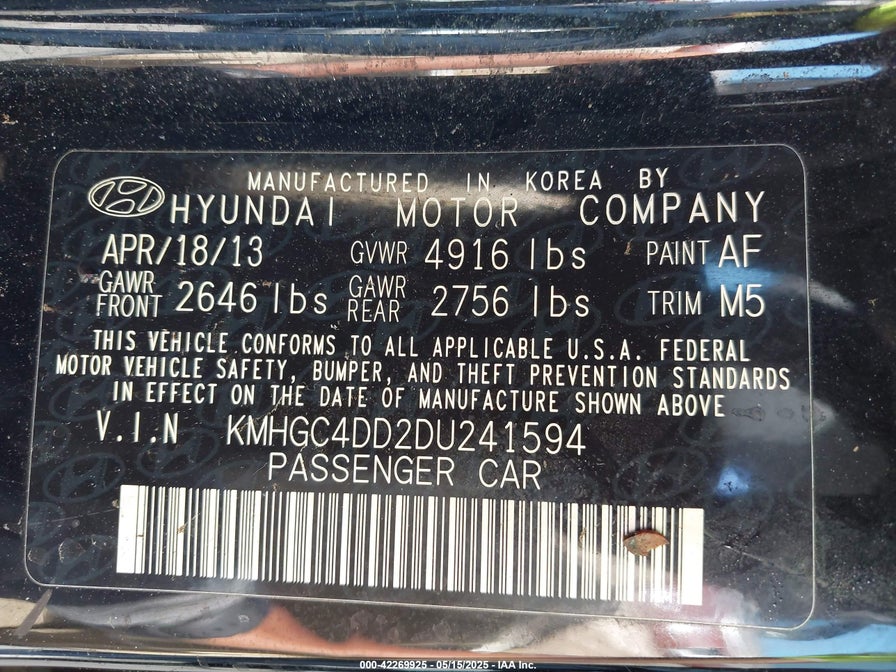 MANUFACTURED IN KOREA BY
HYUNDAI MOTOR COMPANY
APR/18/13 GVWR 4916 lbs PAINT AF
GAWR FRONT 2646 lbs GAWR REAR 2756 lbs TRIM M5
THIS VEHICLE CONFORMS TO ALL APPLICABLE U.S.A. FEDERAL
MOTOR VEHICLE SAFETY, BUMPER, AND THEFT PREVENTION STANDARDS
IN EFFECT ON THE DATE OF MANUFACTURE SHOWN ABOVE
V.I.N KMHGC4DD2DU241594
PASSENGER CAR
000-42269925 - 05/15/2025 - IAA Inc.